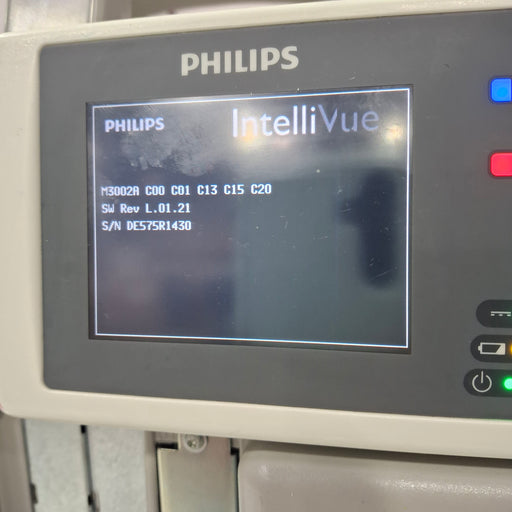 PHILIPS
PHILIPS IntelliVue
M3002A C00 C01 C13 C15 C20
SW Rev L.01.21
S/N DE575R1430